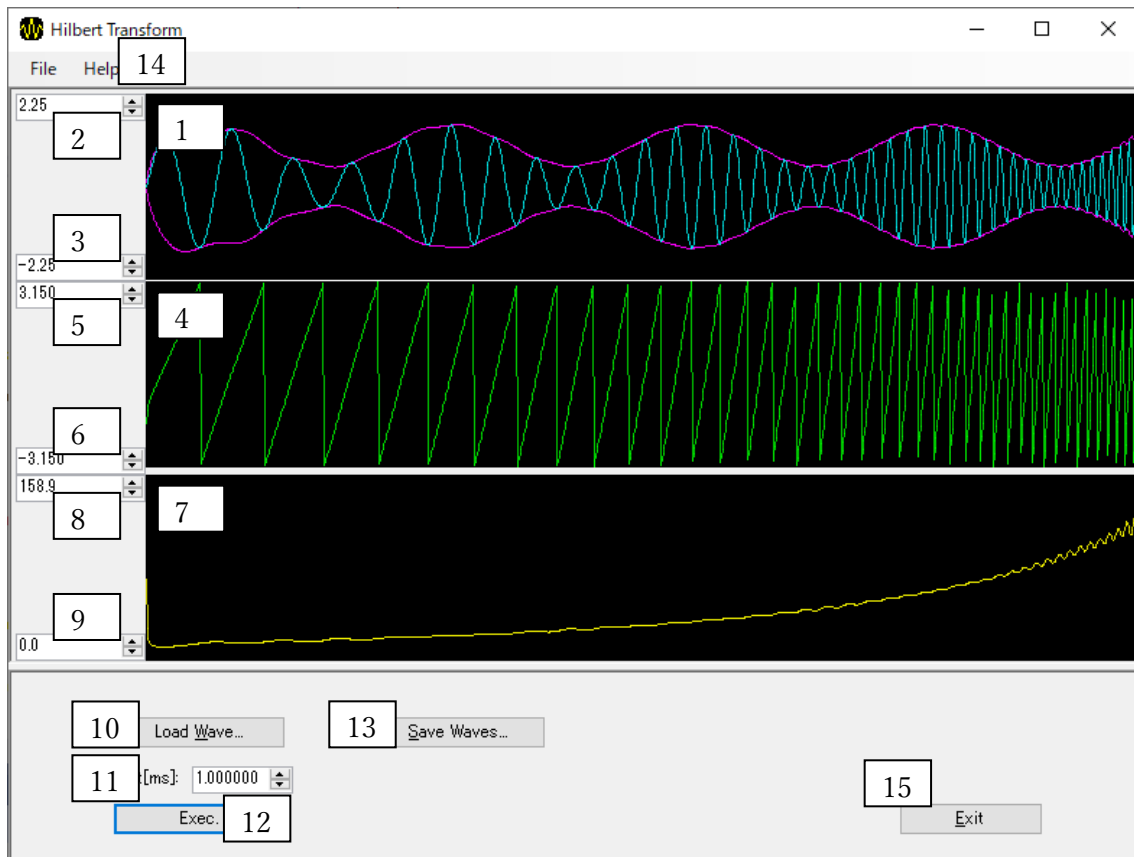 Hilbert Transform
File Help 14
2.25
2 1
3
-2.25
3.150
5 4
6
-3.150
158.9
8 7
9
0.0
10 Load Wave... 13 Save Waves...
11 t[ms]: 1.000000
Exec. 12 15 Exit